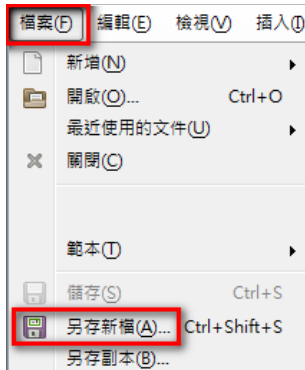 檔案(F) 編輯(E) 檢視(V) 插入(I
新增(N)
開啟(O)... Ctrl+O
最近使用的文件(U)
關閉(C)
範本(T)
儲存(S) Ctrl+S
另存新檔(A)... Ctrl+Shift+S
另存副本(B)...